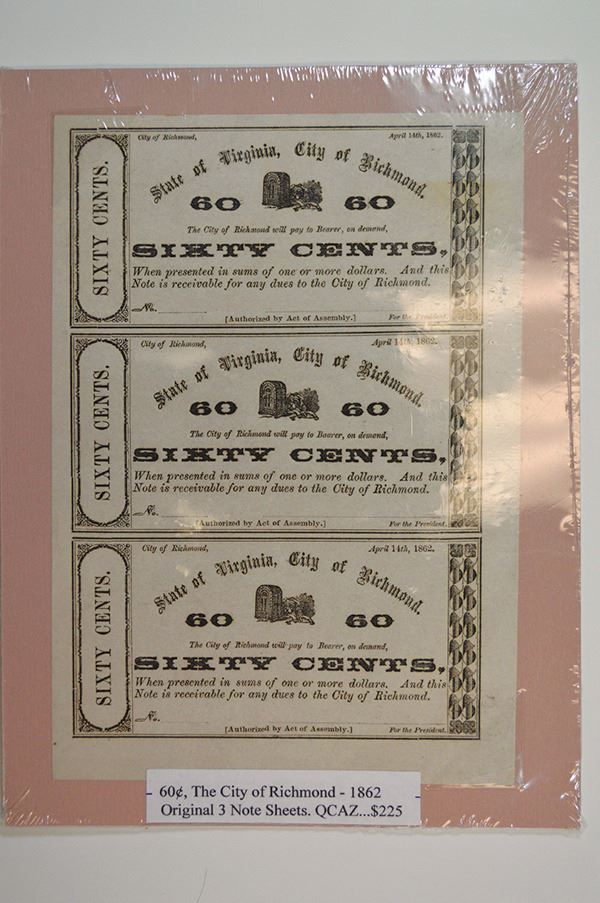 SIXTY CENTS.
City of Richmond, April 14th, 1862.
State of Virginia, City of Richmond.
60 60
The City of Richmond will pay to Bearer, on demand,
SIXTY CENTS,
When presented in sums of one or more dollars. And this
Note is receivable for any dues to the City of Richmond.
No.
[Authorized by Act of Assembly.] For the President.
SIXTY CENTS.
City of Richmond, April 14th, 1862.
State of Virginia, City of Richmond.
60 60
The City of Richmond will pay to Bearer, on demand,
SIXTY CENTS,
When presented in sums of one or more dollars. And this
Note is receivable for any dues to the City of Richmond.
No.
[Authorized by Act of Assembly.] For the President.
SIXTY CENTS.
City of Richmond, April 14th, 1862.
State of Virginia, City of Richmond.
60 60
The City of Richmond will pay to Bearer, on demand,
SIXTY CENTS,
When presented in sums of one or more dollars. And this
Note is receivable for any dues to the City of Richmond.
No.
[Authorized by Act of Assembly.] For the President.
60¢, The City of Richmond - 1862
Original 3 Note Sheets. QCAZ...$225